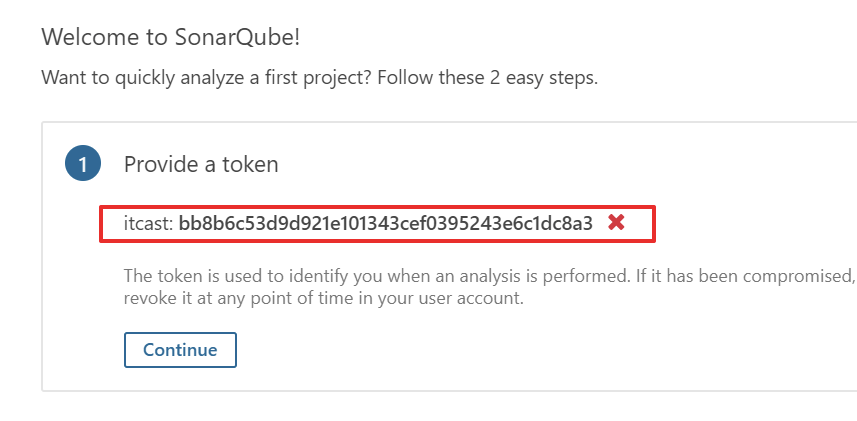 Welcome to SonarQube!
Want to quickly analyze a first project? Follow these 2 easy steps.
1 Provide a token
itcast: bb8b6c53d9d921e101343cef0395243e6c1dc8a3
The token is used to identify you when an analysis is performed. If it has been compromised,
revoke it at any point of time in your user account.
Continue